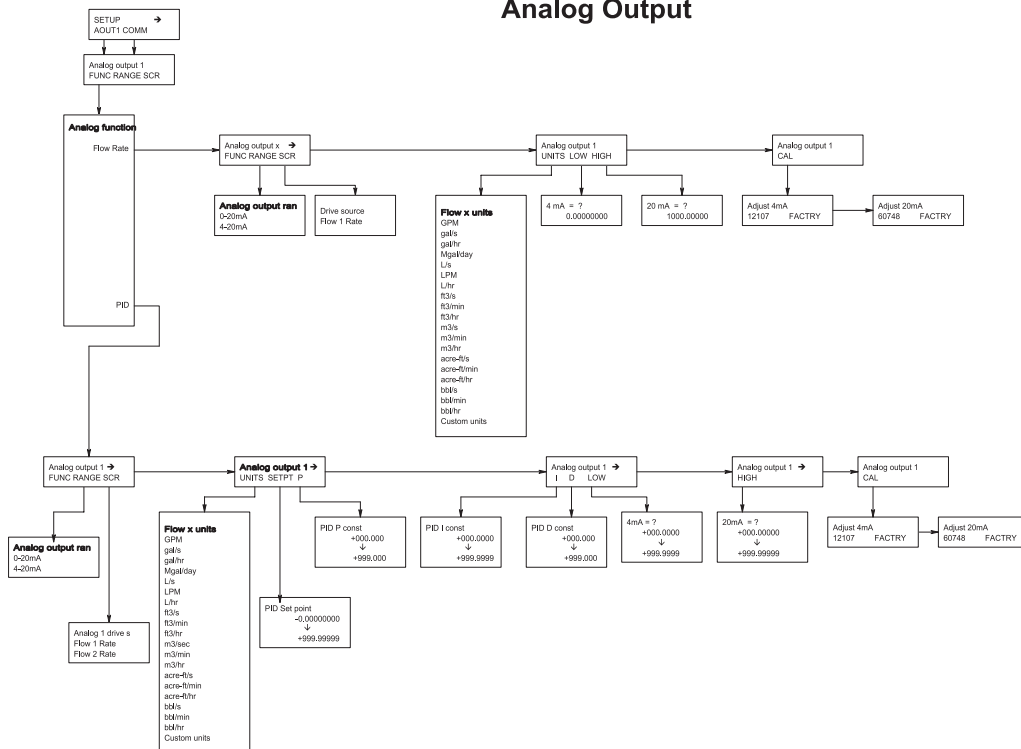 Analog Output
SETUP →
AOUT1 COMM
Analog output 1
FUNC RANGE SCR
Analog function
Flow Rate
PID
Analog output x →
FUNC RANGE SCR
Analog output ran
0-20mA
4-20mA
Drive source
Flow 1 Rate
Analog output 1
UNITS LOW HIGH
Flow x units
GPM
gal/s
gal/hr
Mgal/day
L/s
LPM
L/hr
ft3/s
ft3/min
ft3/hr
m3/s
m3/min
m3/hr
acre-ft/s
acre-ft/min
acre-ft/hr
bbl/s
bbl/min
bbl/hr
Custom units
4 mA = ?
0.00000000
20 mA = ?
1000.00000
Analog output 1
CAL
Adjust 4mA
12107 FACTRY
Adjust 20mA
60748 FACTRY
Analog output 1 →
FUNC RANGE SCR
Analog output ran
0-20mA
4-20mA
Analog 1 drive s
Flow 1 Rate
Flow 2 Rate
Analog output 1 →
UNITS SETPT P
Flow x units
GPM
gal/s
gal/hr
Mgal/day
L/s
LPM
L/hr
ft3/s
ft3/min
ft3/hr
m3/sec
m3/min
m3/hr
acre-ft/s
acre-ft/min
acre-ft/hr
bbl/s
bbl/min
bbl/hr
Custom units
PID Set point
-0.00000000
↓
+999.99999
PID P const
+000.0000
↓
+999.000
Analog output 1 →
I D LOW
PID I const
+000.0000
↓
+999.9999
PID D const
+000.0000
↓
+999.000
4mA = ?
+000.0000
↓
+999.9999
Analog output 1 →
HIGH
20mA = ?
+000.00000
↓
+999.99999
Analog output 1
CAL
Adjust 4mA
12107 FACTRY
Adjust 20mA
60748 FACTRY